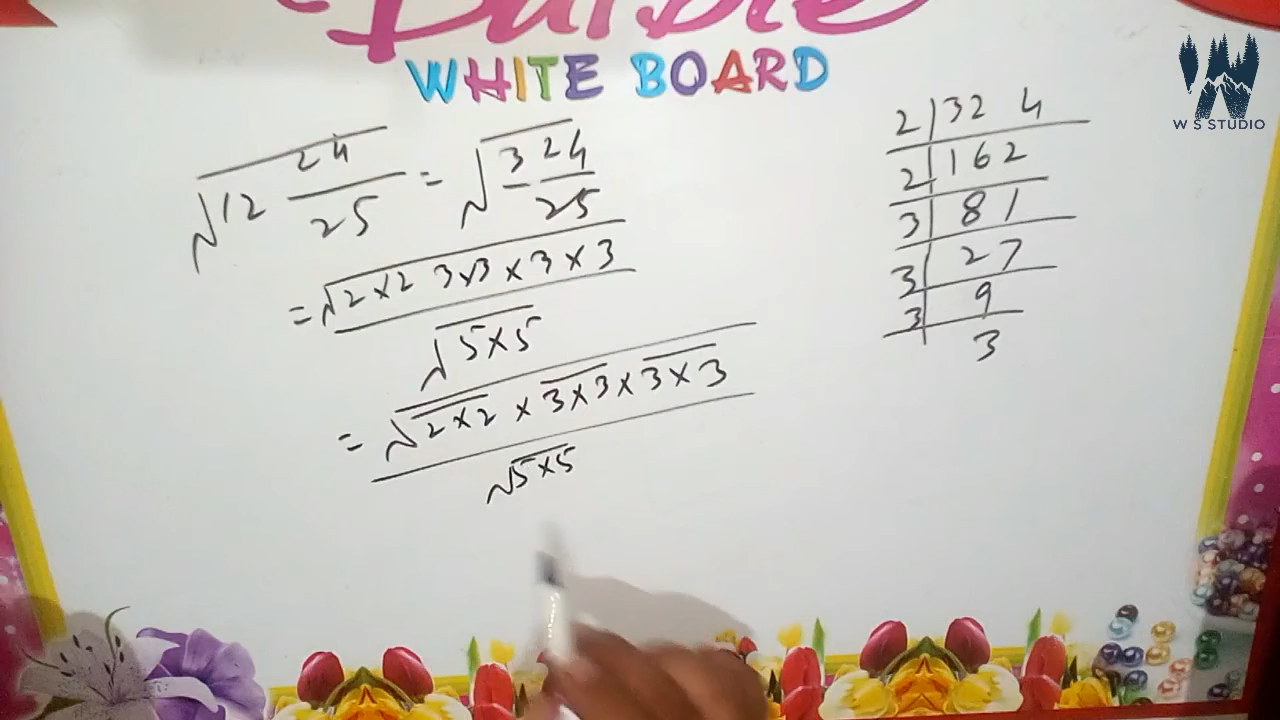 Barbie
WHITE BOARD
W S STUDIO
√12 24/25 = √324/25
= √2×2 3×3×3×3
√5×5
= √2×2×3×3×3×3
√5×5
2|324
2|162
3|81
3|27
3|9
3